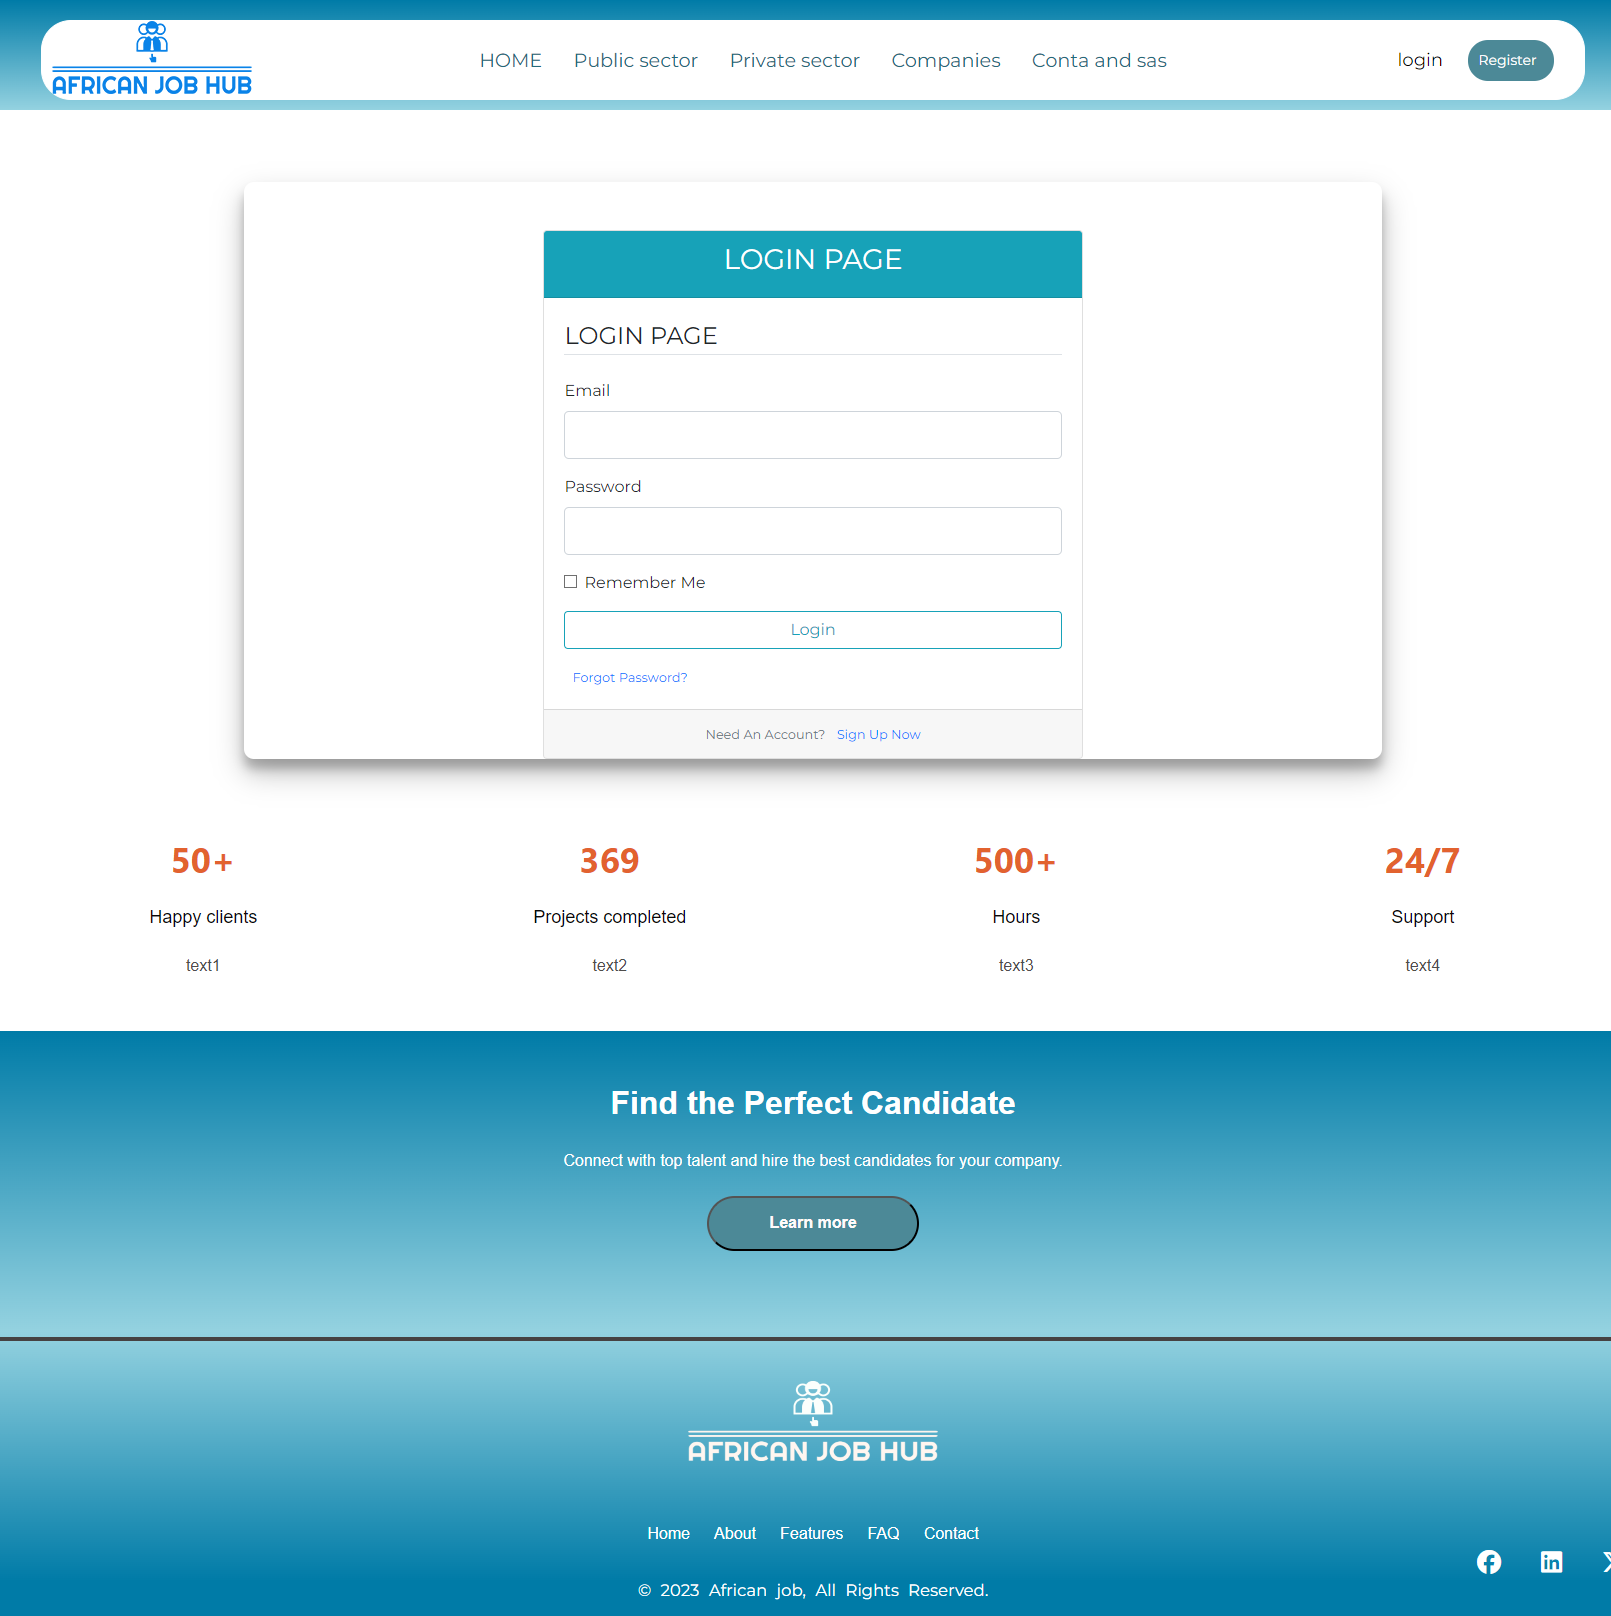 AFRICAN JOB HUB
HOME Public sector Private sector Companies Conta and sas login Register
LOGIN PAGE
LOGIN PAGE
Email
Password
Remember Me
Login
Forgot Password?
Need An Account? Sign Up Now
50+ 369 500+ 24/7
Happy clients Projects completed Hours Support
text1 text2 text3 text4
Find the Perfect Candidate
Connect with top talent and hire the best candidates for your company.
Learn more
AFRICAN JOB HUB
Home About Features FAQ Contact
© 2023 African job, All Rights Reserved.